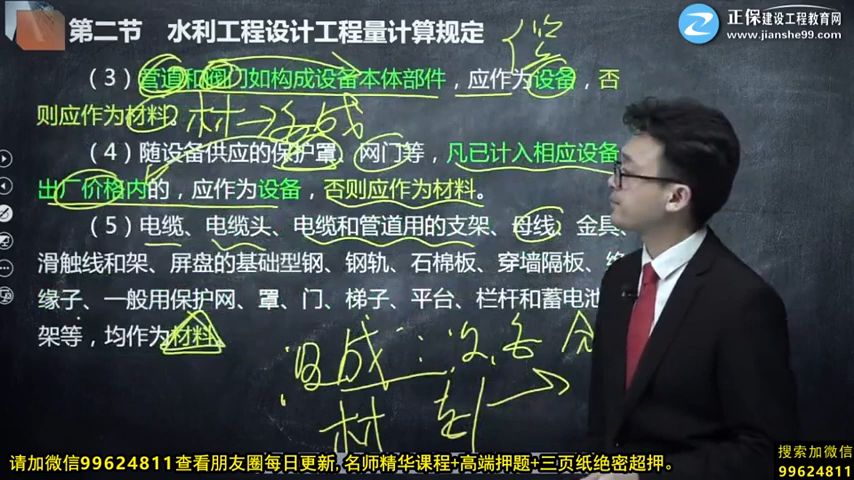 第二节 水利工程设计工程量计算规定
正保建设工程教育网
www.jianshe99.com
（3）管道和阀门如构成设备本体部件，应作为设备，否
则应作为材料。
（4）随设备供应的保护罩、网门等，凡已计入相应设备
出厂价格内的，应作为设备，否则应作为材料。
（5）电缆、电缆头、电缆和管道用的支架、母线、金具、
滑触线和架、屏盘的基础型钢、钢轨、石棉板、穿墙隔板、绝
缘子、一般用保护网、罩、门、梯子、平台、栏杆和蓄电池
架等，均作为材料。
请加微信99624811查看朋友圈每日更新,名师精华课程+高端押题+三页纸绝密超押。
搜索加微信
99624811